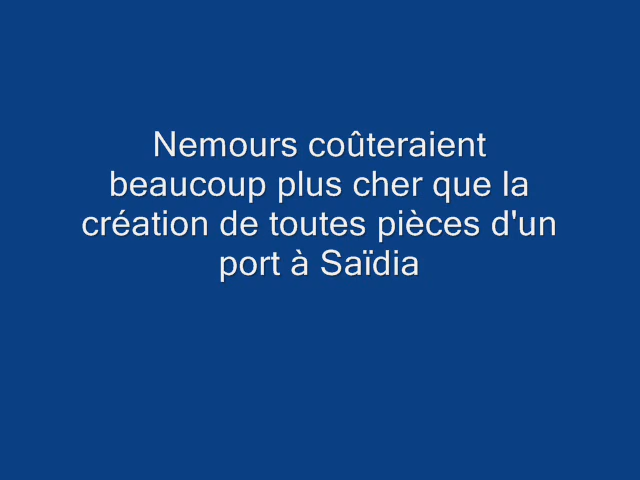 Nemours coûteraient
beaucoup plus cher que la
création de toutes pièces d'un
port à Saïdia